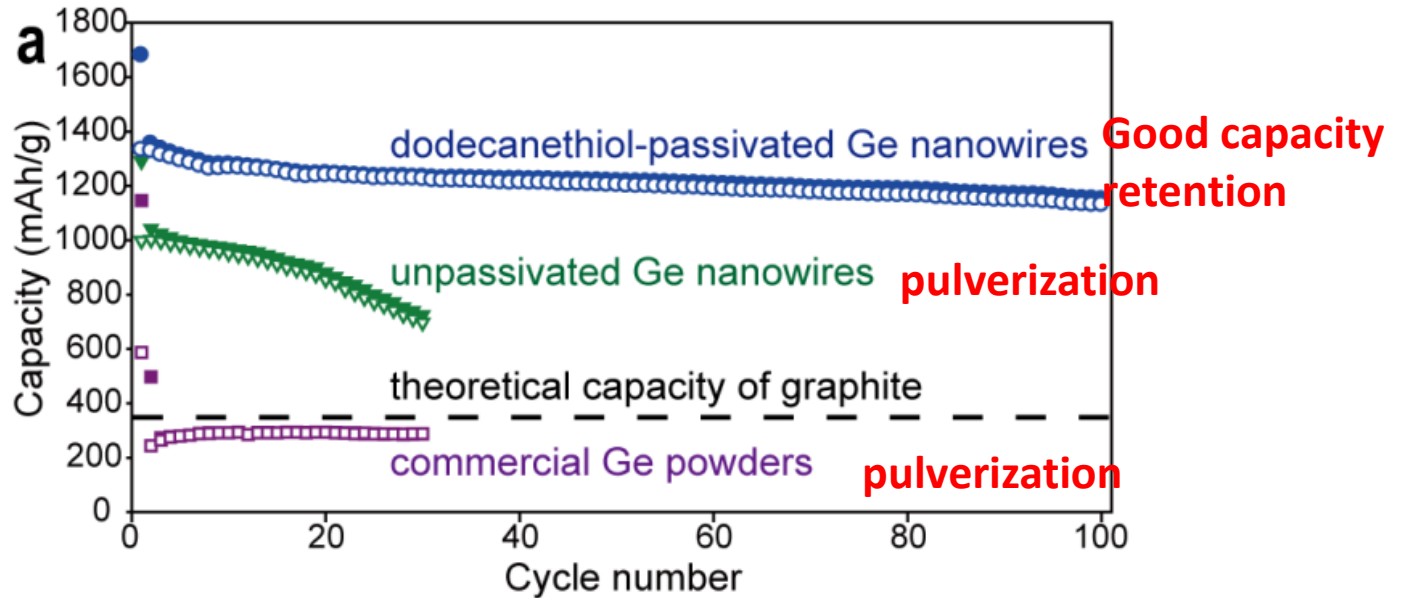 a
1800
1600
1400
1200
1000
800
600
400
200
0
Capacity (mAh/g)
dodecanethiol-passivated Ge nanowires
Good capacity
retention
unpassivated Ge nanowires
pulverization
theoretical capacity of graphite
commercial Ge powders
pulverization
0 20 40 60 80 100
Cycle number